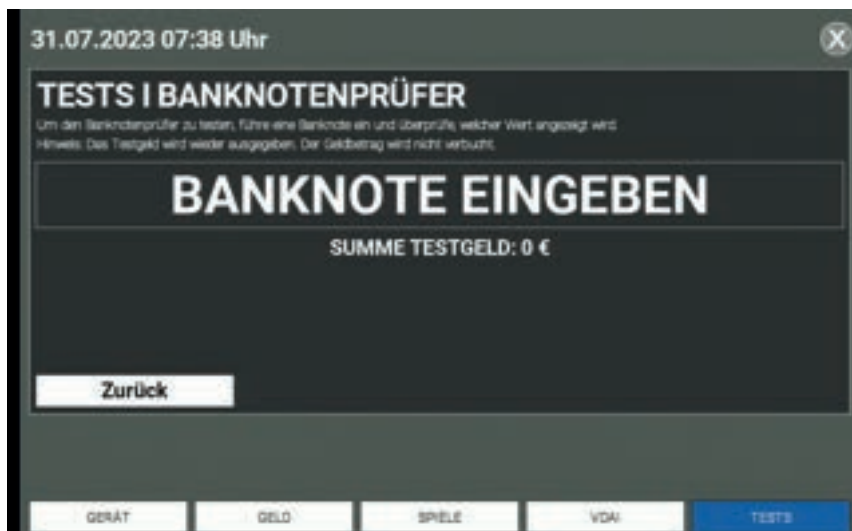 31.07.2023 07:38 Uhr
X
TESTS I BANKNOTENPRÜFER
Um den Banknotenprüfer zu testen, führe eine Banknote ein und überprüfe, welcher Wert angezeigt wird.
Hinweis: Das Testgeld wird wieder ausgegeben. Der Geldbetrag wird nicht verbucht.
BANKNOTE EINGEBEN
SUMME TESTGELD: 0 €
Zurück
GERÄT
GELD
SPIELE
VDAI
TESTS